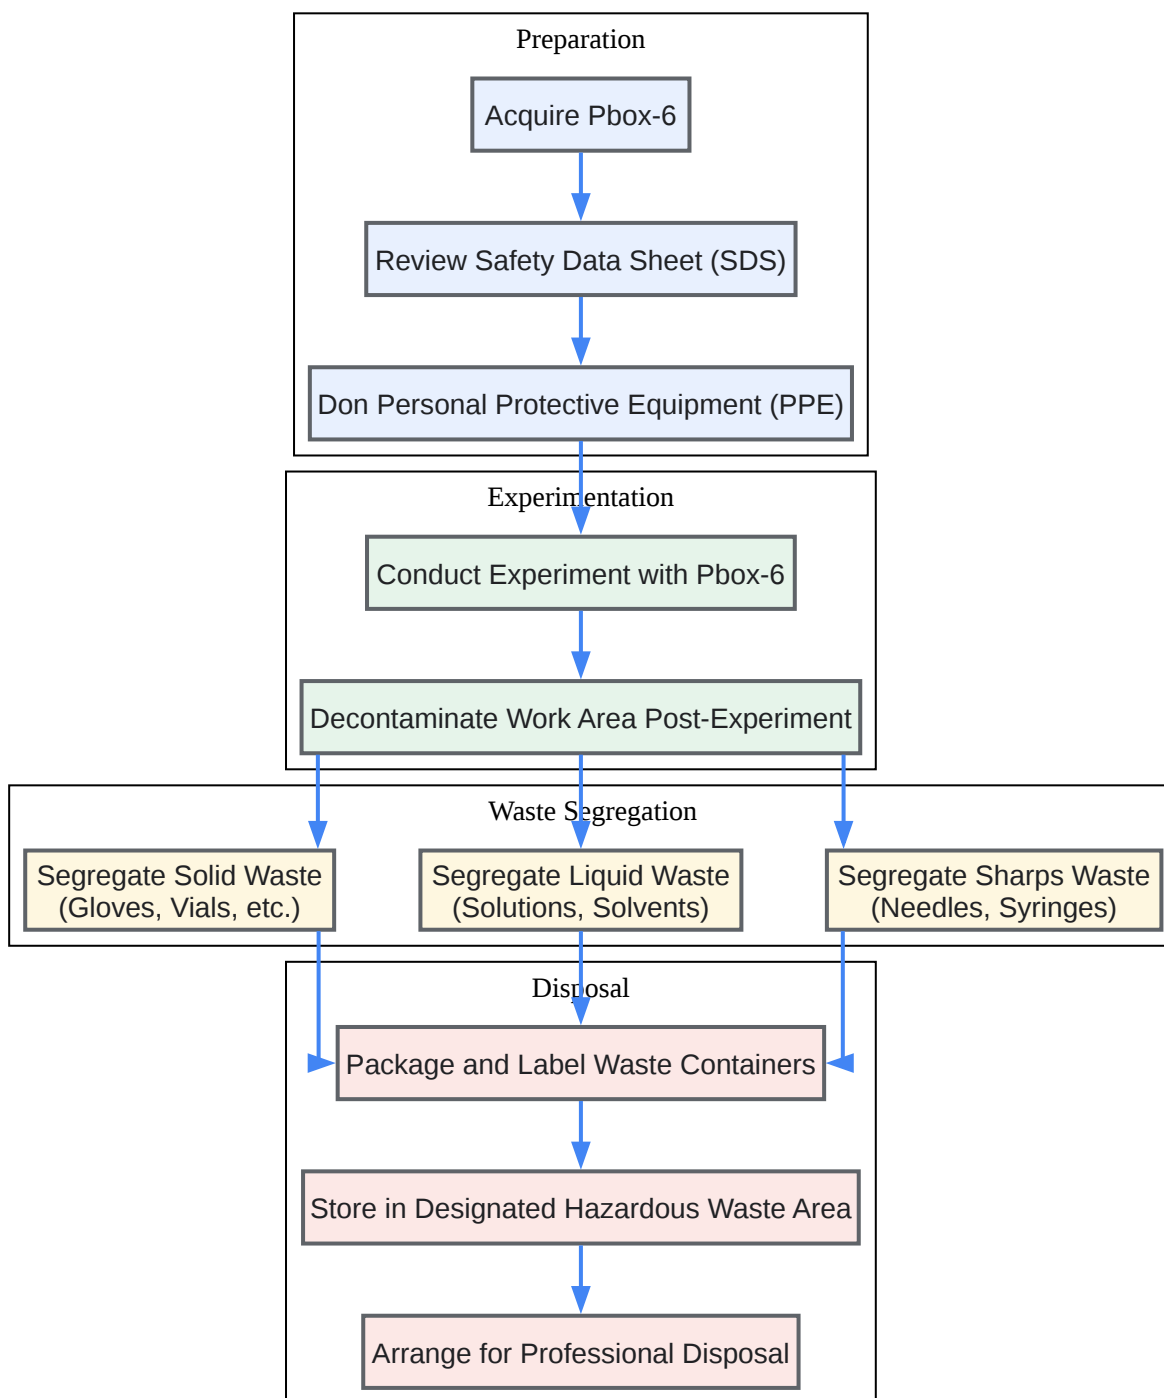 Preparation
Acquire Pbox-6
Review Safety Data Sheet (SDS)
Don Personal Protective Equipment (PPE)
Experimentation
Conduct Experiment with Pbox-6
Decontaminate Work Area Post-Experiment
Waste Segregation
Segregate Solid Waste
(Gloves, Vials, etc.)
Segregate Liquid Waste
(Solutions, Solvents)
Segregate Sharps Waste
(Needles, Syringes)
Disposal
Package and Label Waste Containers
Store in Designated Hazardous Waste Area
Arrange for Professional Disposal